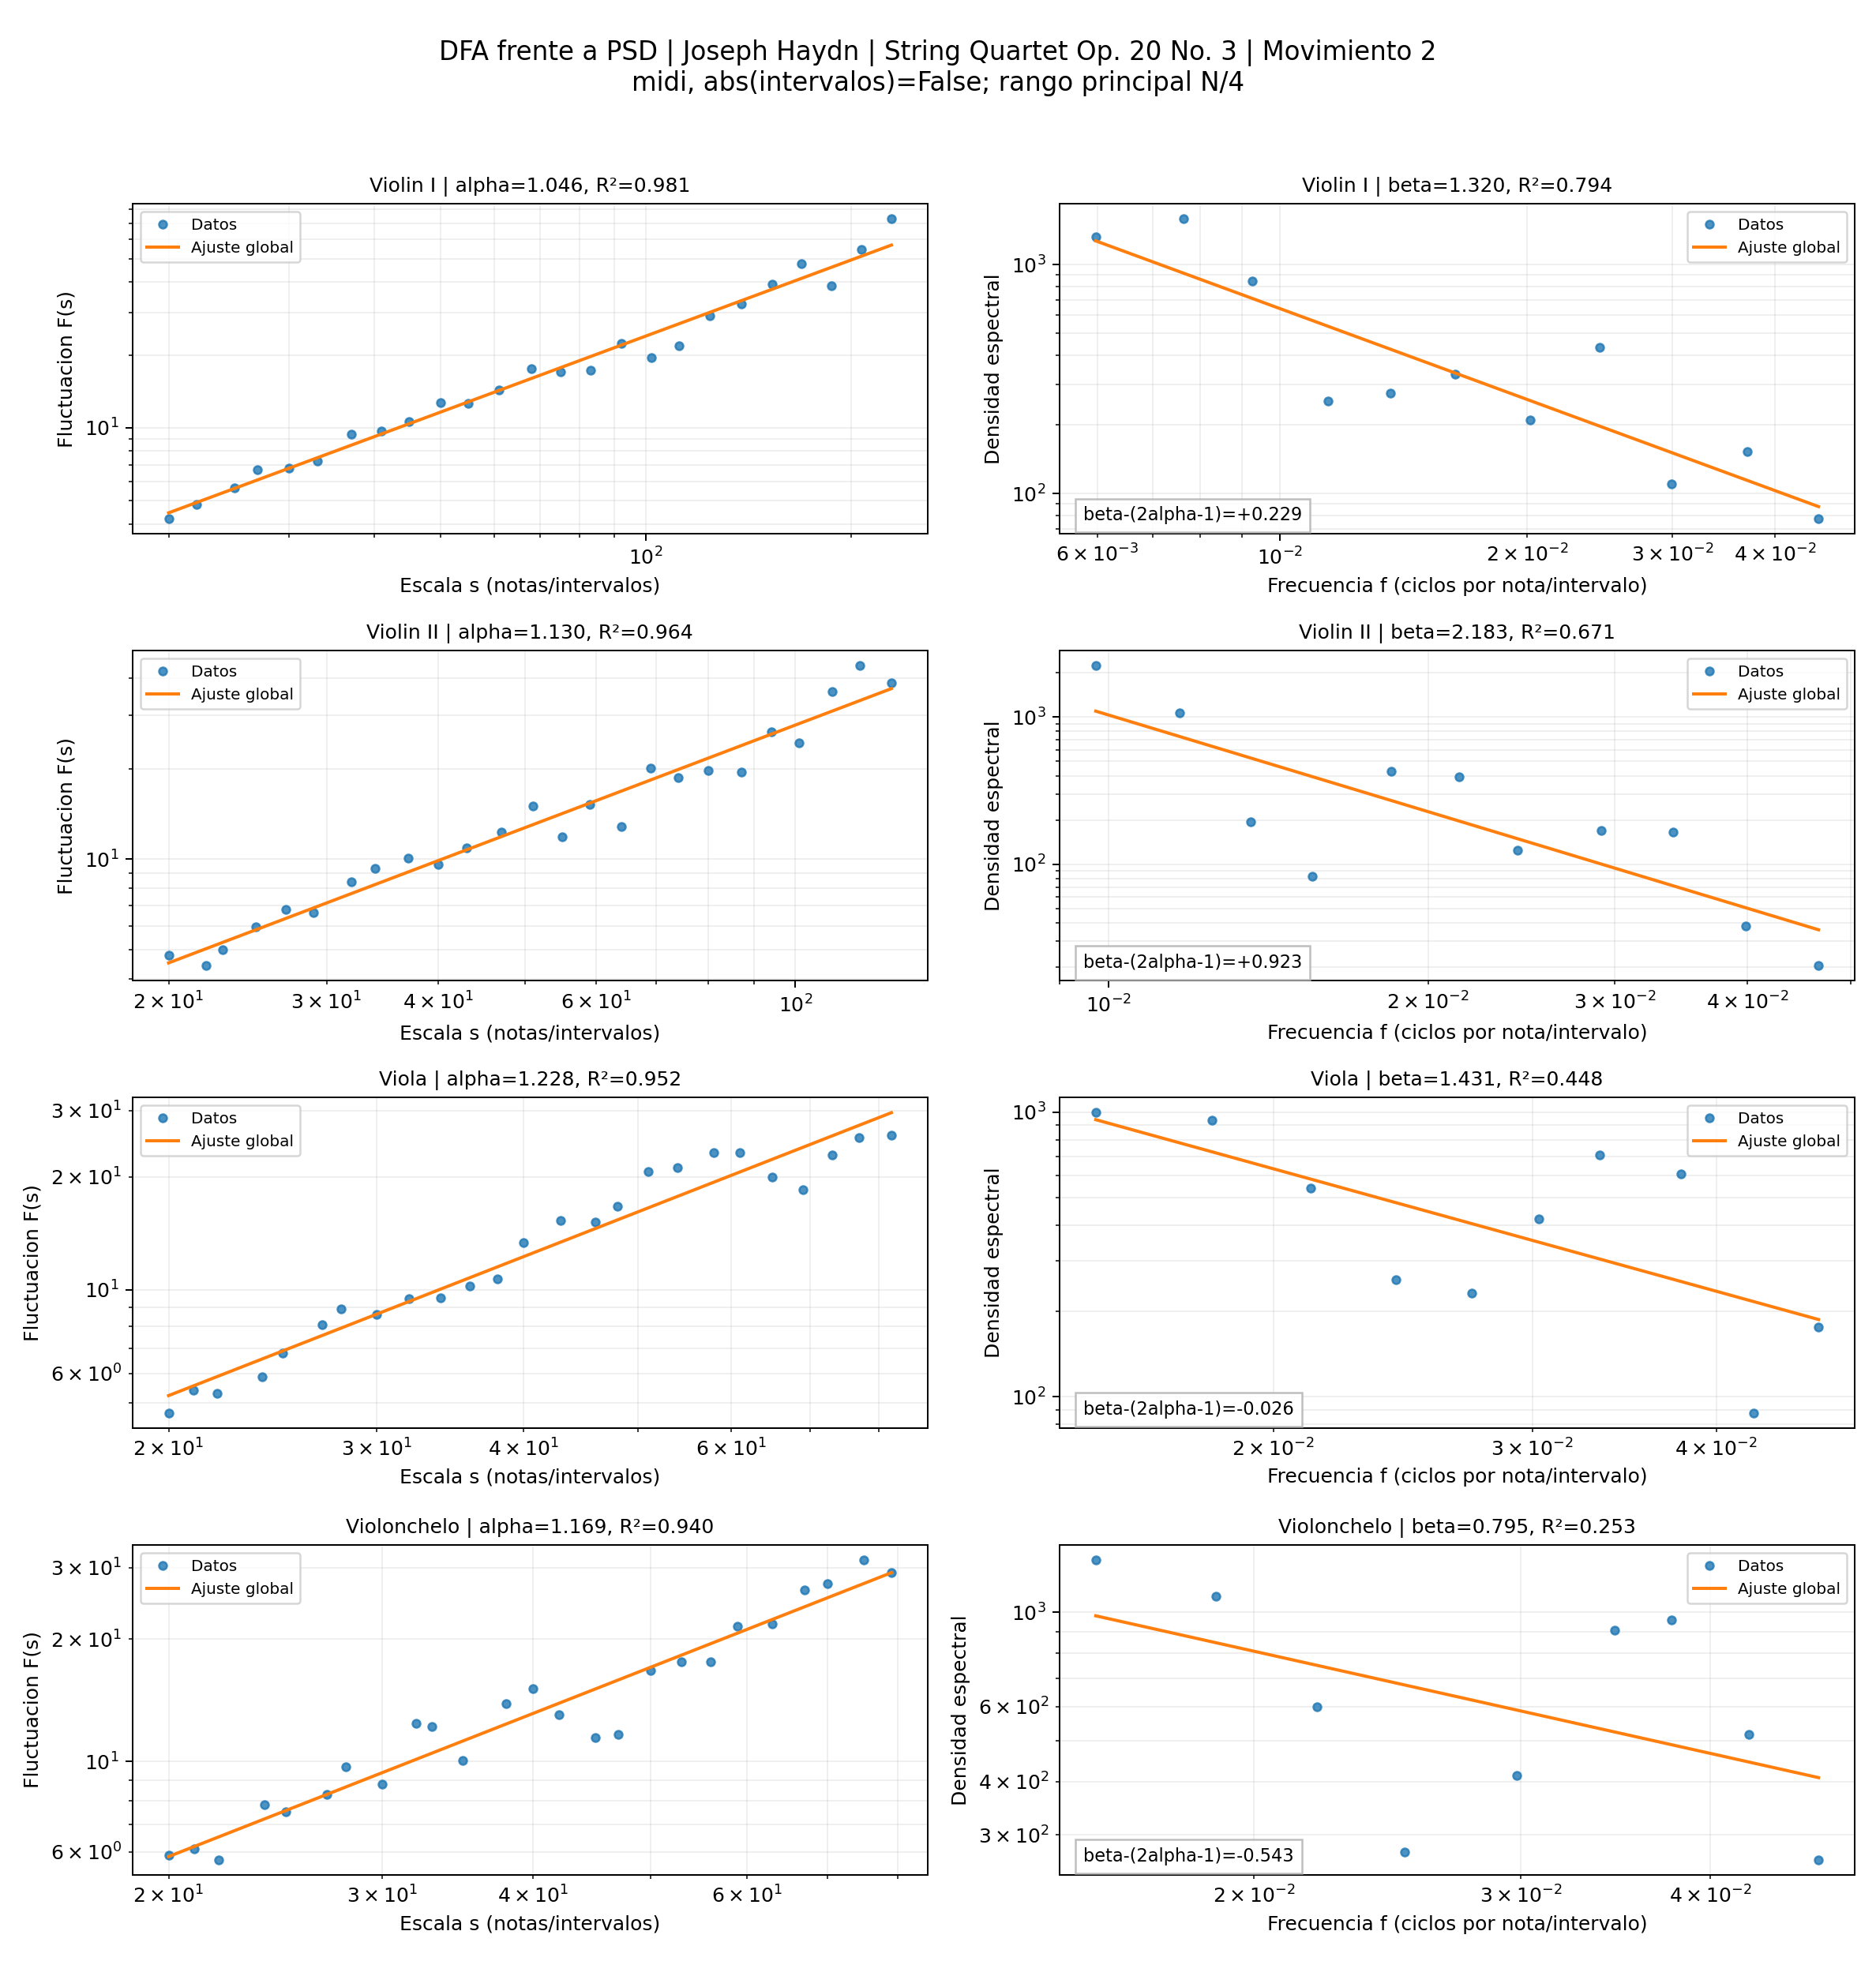 DFA frente a PSD | Joseph Haydn | String Quartet Op. 20 No. 3 | Movimiento 2
midi, abs(intervalos)=False; rango principal N/4
Violin I | alpha=1.046, R²=0.981
Datos
Ajuste global
Fluctuacion F(s)
10¹
10²
Escala s (notas/intervalos)
Violin I | beta=1.320, R²=0.794
Datos
Ajuste global
Densidad espectral
10³
10²
beta-(2alpha-1)=+0.229
6 × 10⁻³
10⁻²
2 × 10⁻²
3 × 10⁻²
4 × 10⁻²
Frecuencia f (ciclos por nota/intervalo)
Violin II | alpha=1.130, R²=0.964
Datos
Ajuste global
Fluctuacion F(s)
10¹
2 × 10¹
3 × 10¹
4 × 10¹
6 × 10¹
10²
Escala s (notas/intervalos)
Violin II | beta=2.183, R²=0.671
Datos
Ajuste global
Densidad espectral
10³
10²
beta-(2alpha-1)=+0.923
10⁻²
2 × 10⁻²
3 × 10⁻²
4 × 10⁻²
Frecuencia f (ciclos por nota/intervalo)
Viola | alpha=1.228, R²=0.952
Datos
Ajuste global
Fluctuacion F(s)
3 × 10¹
2 × 10¹
10¹
6 × 10⁰
2 × 10¹
3 × 10¹
4 × 10¹
6 × 10¹
Escala s (notas/intervalos)
Viola | beta=1.431, R²=0.448
Datos
Ajuste global
Densidad espectral
10³
10²
beta-(2alpha-1)=-0.026
2 × 10⁻²
3 × 10⁻²
4 × 10⁻²
Frecuencia f (ciclos por nota/intervalo)
Violonchelo | alpha=1.169, R²=0.940
Datos
Ajuste global
Fluctuacion F(s)
3 × 10¹
2 × 10¹
10¹
6 × 10⁰
2 × 10¹
3 × 10¹
4 × 10¹
6 × 10¹
Escala s (notas/intervalos)
Violonchelo | beta=0.795, R²=0.253
Datos
Ajuste global
Densidad espectral
10³
6 × 10²
4 × 10²
3 × 10²
beta-(2alpha-1)=-0.543
2 × 10⁻²
3 × 10⁻²
4 × 10⁻²
Frecuencia f (ciclos por nota/intervalo)